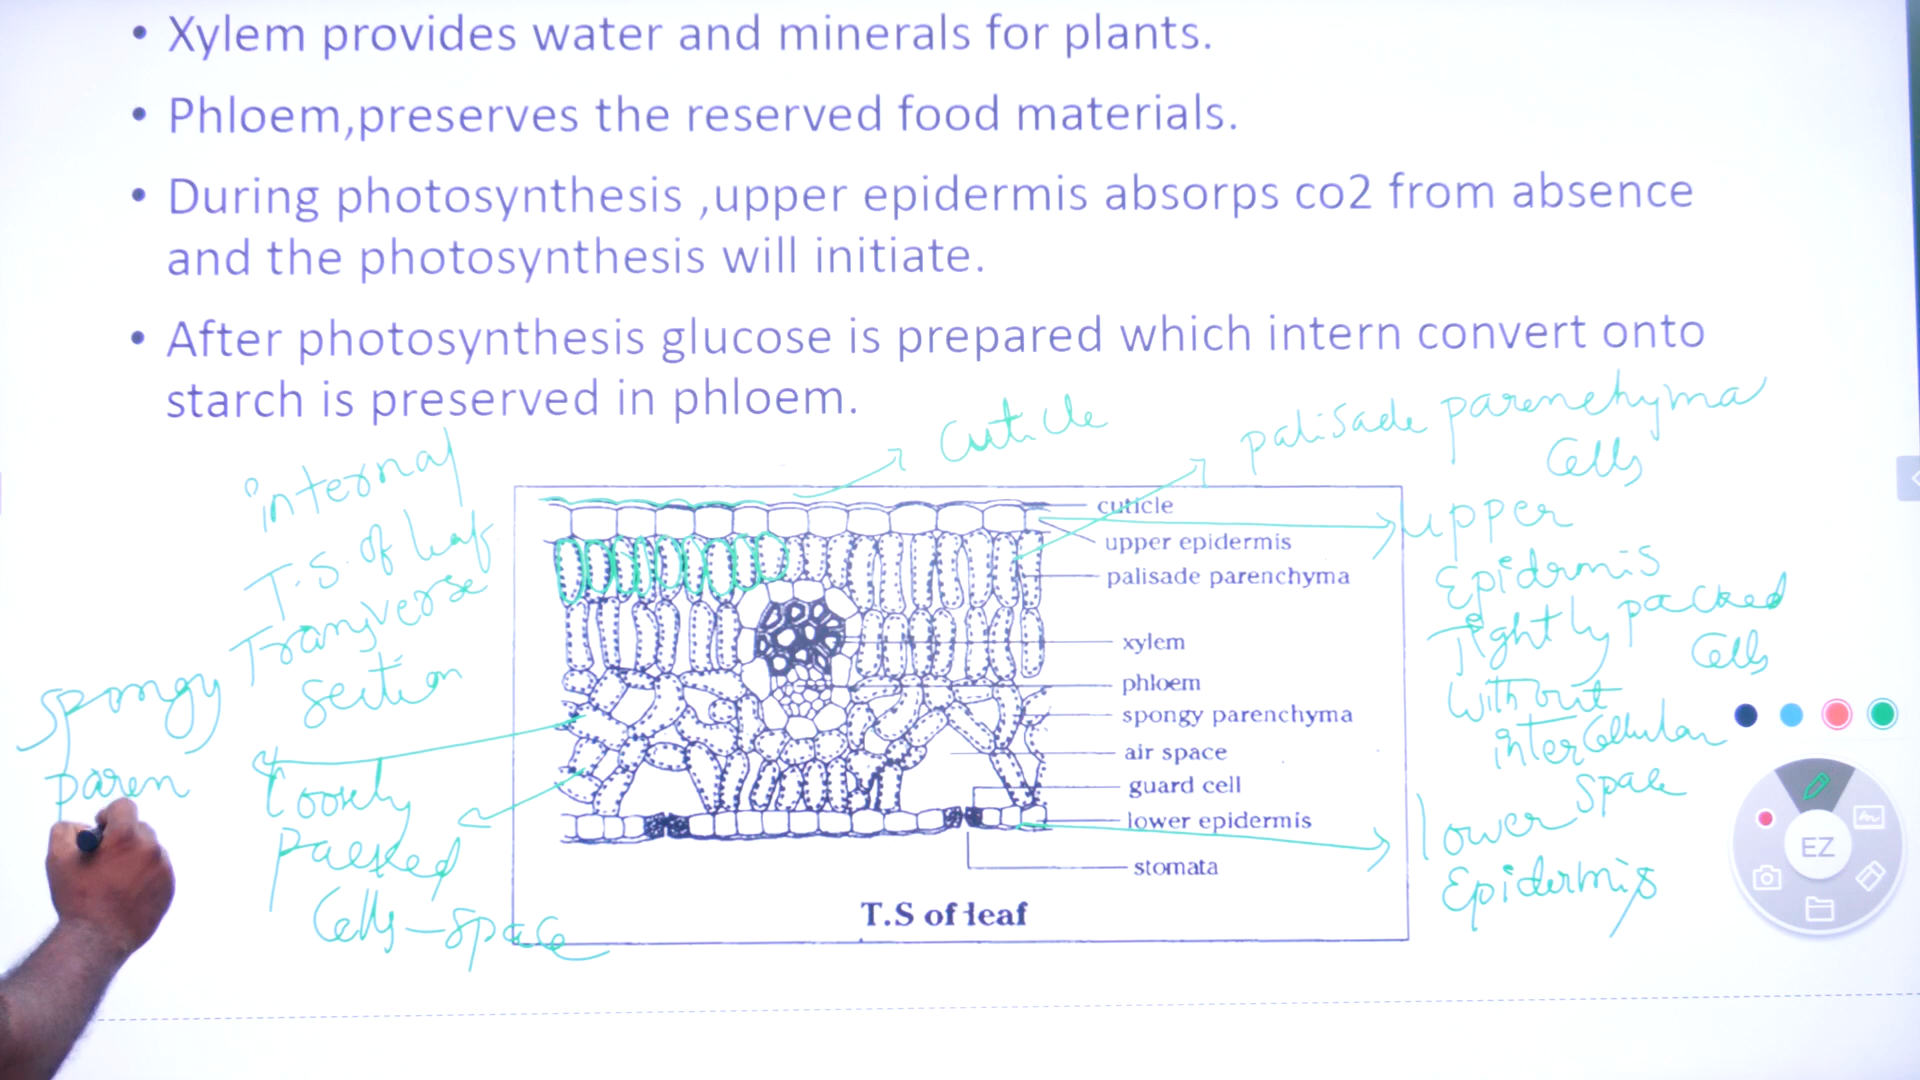 • Xylem provides water and minerals for plants.
• Phloem,preserves the reserved food materials.
• During photosynthesis ,upper epidermis absorps co2 from absence
and the photosynthesis will initiate.
• After photosynthesis glucose is prepared which intern convert onto
starch is preserved in phloem.
internal
T.S. of leaf
Transverse
section
spongy
paren
Loosely
Packed
Cells-space
cuticle
palisade parenchyma
Cells
upper
Epidermis
Tightly packed
Cells
without
inter cellular
space
lower
Epidermis
cuticle
upper epidermis
palisade parenchyma
xylem
phloem
spongy parenchyma
air space
guard cell
lower epidermis
stomata
T.S of leaf
EZ